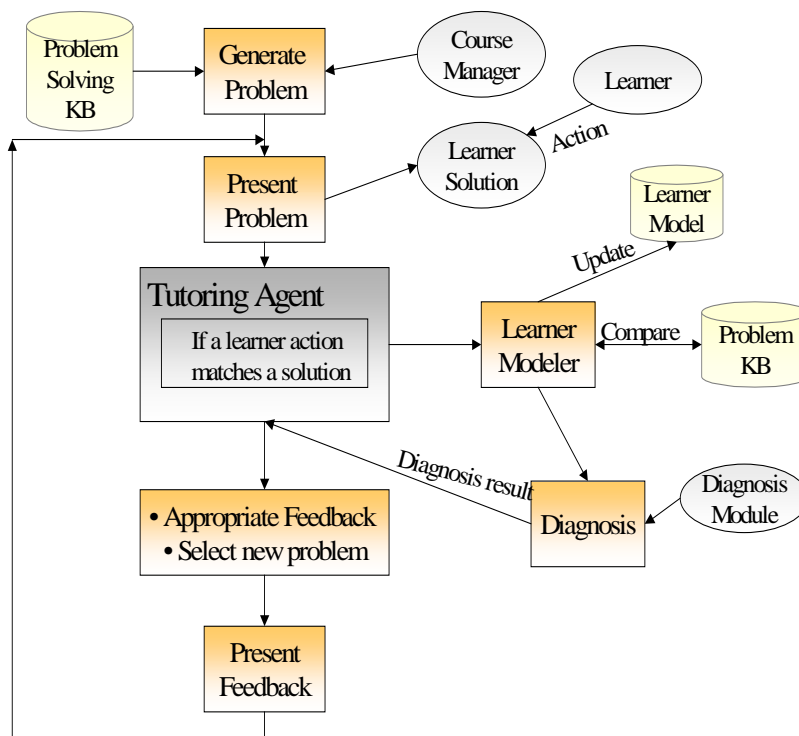 Problem
Solving
KB
Generate
Problem
Course
Manager
Learner
Action
Present
Problem
Learner
Solution
Learner
Model
Update
Tutoring Agent
If a learner action
matches a solution
Learner
Modeler
Compare
Problem
KB
Diagnosis result
• Appropriate Feedback
• Select new problem
Diagnosis
Diagnosis
Module
Present
Feedback